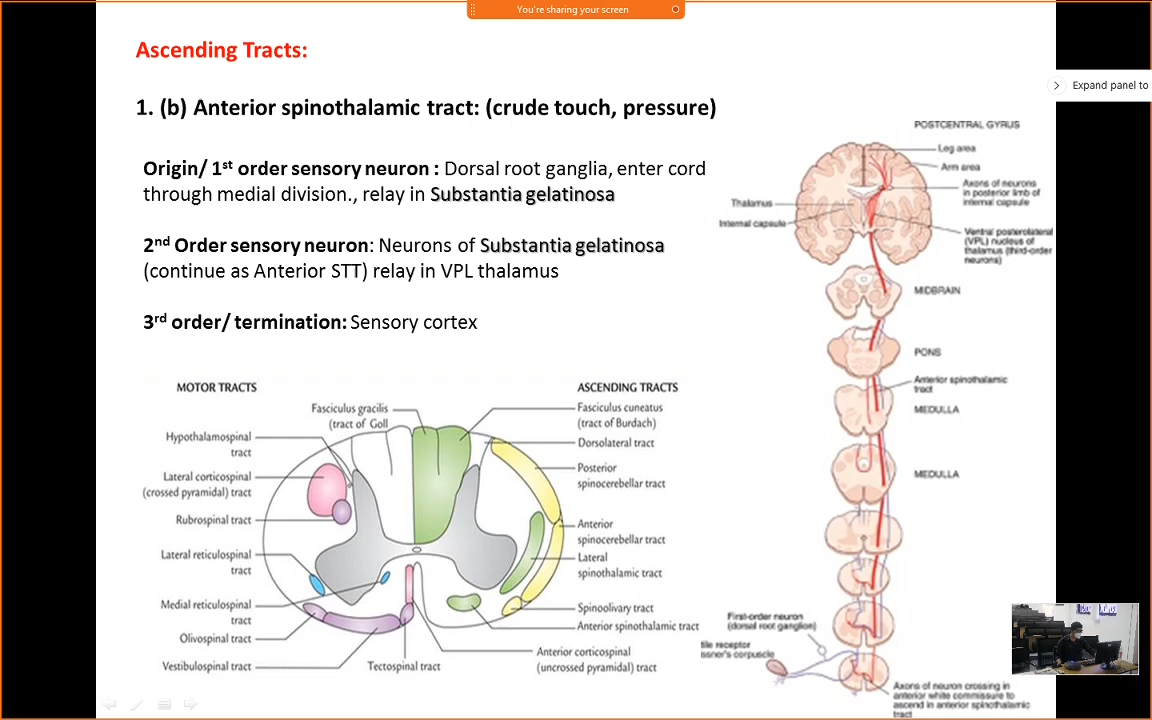 You're sharing your screen
Expand panel to
Ascending Tracts:
1. (b) Anterior spinothalamic tract: (crude touch, pressure)
Origin/ 1st order sensory neuron : Dorsal root ganglia, enter cord
through medial division., relay in Substantia gelatinosa
2nd Order sensory neuron: Neurons of Substantia gelatinosa
(continue as Anterior STT) relay in VPL thalamus
3rd order/ termination: Sensory cortex
MOTOR TRACTS
Fasciculus gracilis
(tract of Goll
Hypothalamospinal
tract
Lateral corticospinal
(crossed pyramidal) tract
Rubrospinal tract
Lateral reticulospinal
tract
Medial reticulospinal
tract
Olivospinal tract
Vestibulospinal tract
Tectospinal tract
ASCENDING TRACTS
Fasciculus cuneatus
(tract of Burdach)
Dorsolateral tract
Posterior
spinocerebellar tract
Anterior
spinocerebellar tract
Lateral
spinothalamic tract
Spinoolivary tract
Anterior spinothalamic tract
Anterior corticospinal
(uncrossed pyramidal) tract
POSTCENTRAL GYRUS
Leg area
Arm area
Axons of neurons
in posterior limb of
internal capsule
Thalamus
Internal capsule
Ventral posterolateral
(VPL) nucleus of
thalamus (third-order
neurons)
MIDBRAIN
PONS
Anterior spinothalamic
tract
MEDULLA
MEDULLA
First-order neuron
(dorsal root ganglion)
tile receptor
ssner's corpuscle
Axons of neuron crossing in
anterior white commissure to
ascend in anterior spinothalamic
tract